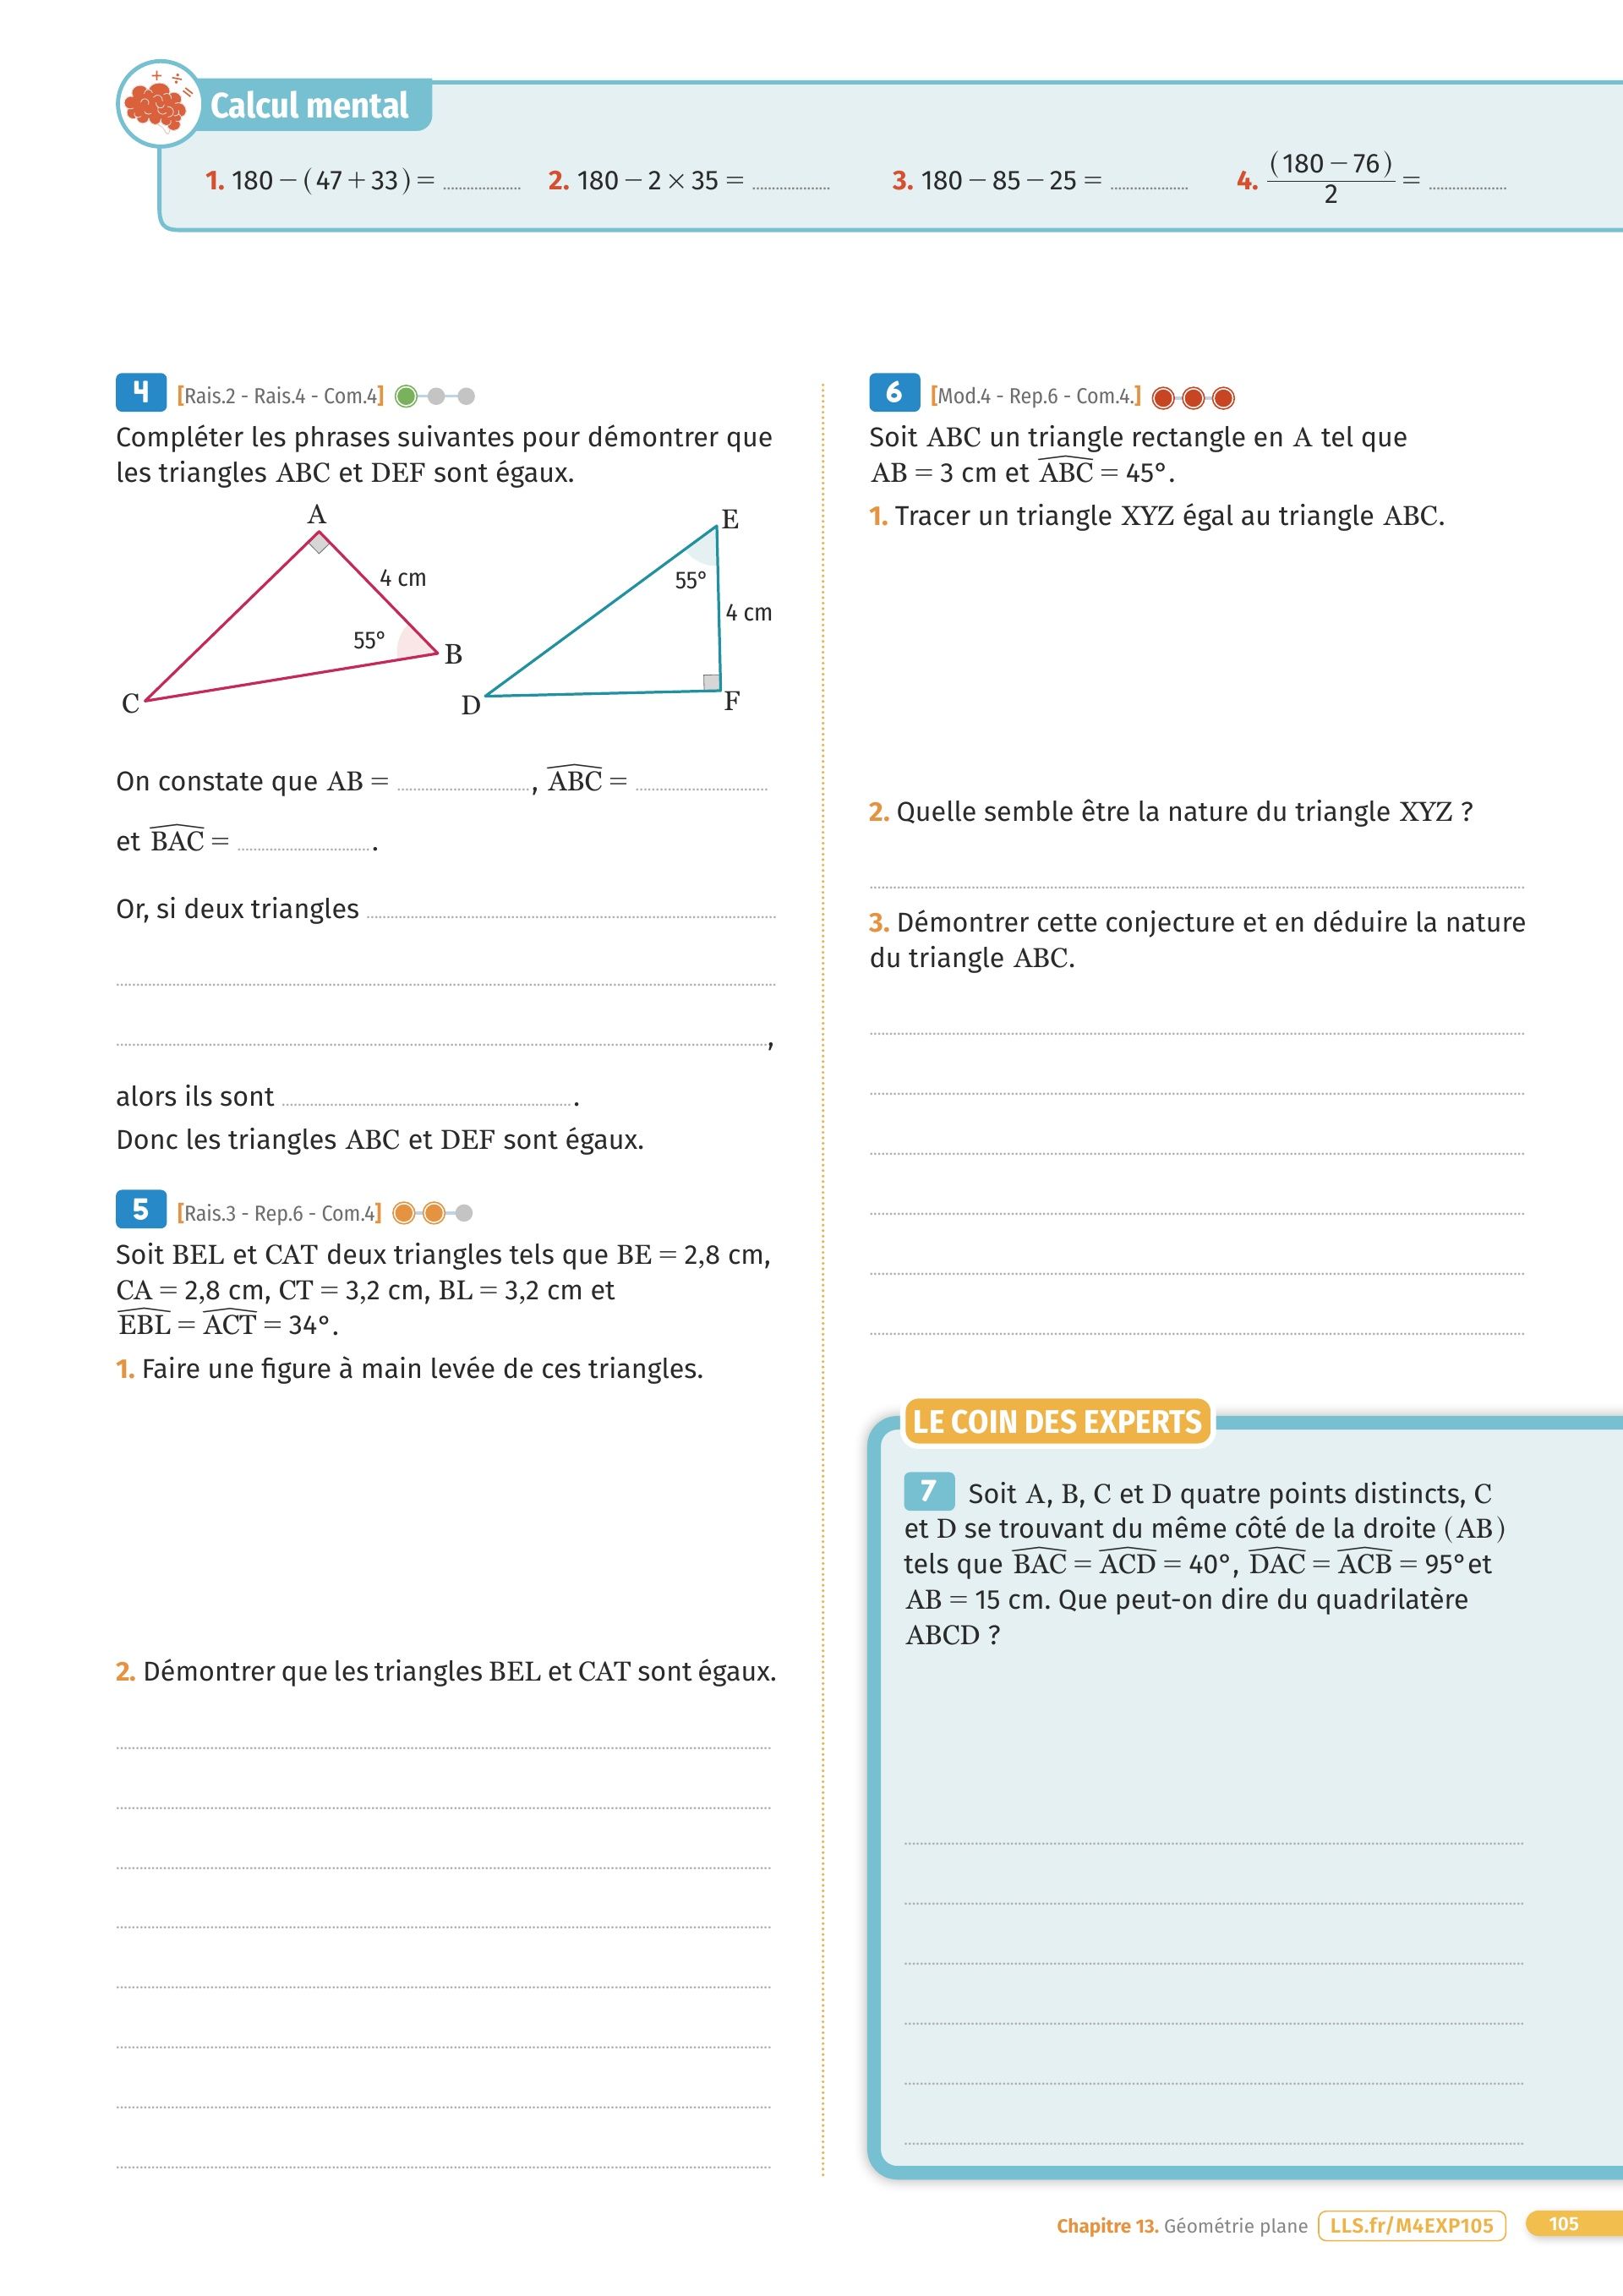 Calcul mental
1. 180 − (47 + 33) = ............
2. 180 − 2 × 35 = ............
3. 180 − 85 − 25 = ............
4. (180 − 76)/2 = ............
4 [Rais.2 - Rais.4 - Com.4]
Compléter les phrases suivantes pour démontrer que
les triangles ABC et DEF sont égaux.
A
4 cm
55°
B
C
E
55°
4 cm
D
F
On constate que AB = ............, ABC = ............
et BAC = ............ .
Or, si deux triangles ............
............,
alors ils sont ............ .
Donc les triangles ABC et DEF sont égaux.
5 [Rais.3 - Rep.6 - Com.4]
Soit BEL et CAT deux triangles tels que BE = 2,8 cm,
CA = 2,8 cm, CT = 3,2 cm, BL = 3,2 cm et
EBL = ACT = 34°.
1. Faire une figure à main levée de ces triangles.
2. Démontrer que les triangles BEL et CAT sont égaux.
6 [Mod.4 - Rep.6 - Com.4.]
Soit ABC un triangle rectangle en A tel que
AB = 3 cm et ABC = 45°.
1. Tracer un triangle XYZ égal au triangle ABC.
2. Quelle semble être la nature du triangle XYZ ?
3. Démontrer cette conjecture et en déduire la nature
du triangle ABC.
LE COIN DES EXPERTS
7 Soit A, B, C et D quatre points distincts, C
et D se trouvant du même côté de la droite (AB)
tels que BAC = ACD = 40°, DAC = ACB = 95° et
AB = 15 cm. Que peut-on dire du quadrilatère
ABCD ?
Chapitre 13. Géométrie plane LLS.fr/M4EXP105 105